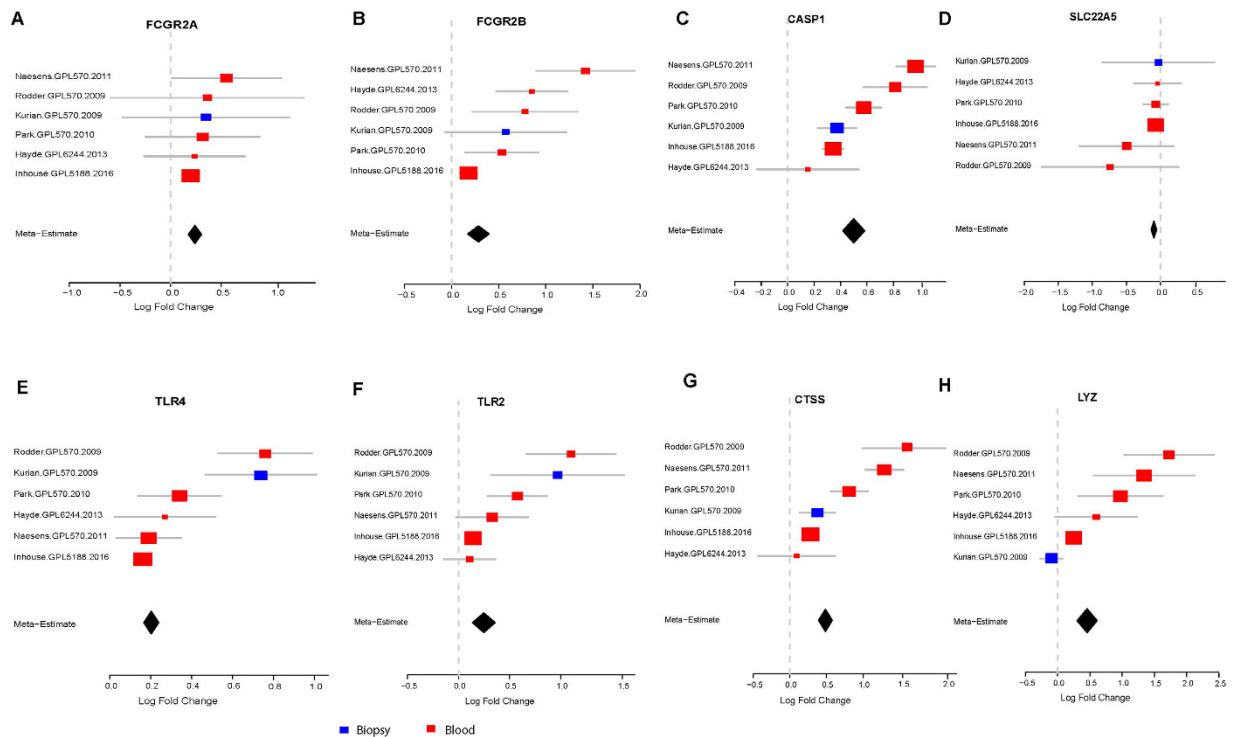 A
FCGR2A
Naesens.GPL570.2011
Rodder.GPL570.2009
Kurian.GPL570.2009
Park.GPL570.2010
Hayde.GPL6244.2013
Inhouse.GPL5188.2016
Meta−Estimate
−1.0 −0.5 0.0 0.5 1.0
Log Fold Change
B
FCGR2B
Naesens.GPL570.2011
Hayde.GPL6244.2013
Rodder.GPL570.2009
Kurian.GPL570.2009
Park.GPL570.2010
Inhouse.GPL5188.2016
Meta−Estimate
−0.5 0.0 0.5 1.0 1.5 2.0
Log Fold Change
C
CASP1
Naesens.GPL570.2011
Rodder.GPL570.2009
Park.GPL570.2010
Kurian.GPL570.2009
Inhouse.GPL5188.2016
Hayde.GPL6244.2013
Meta−Estimate
−0.4 −0.2 0.0 0.2 0.4 0.6 0.8 1.0
Log Fold Change
D
SLC22A5
Kurian.GPL570.2009
Hayde.GPL6244.2013
Park.GPL570.2010
Inhouse.GPL5188.2016
Naesens.GPL570.2011
Rodder.GPL570.2009
Meta−Estimate
−2.0 −1.5 −1.0 −0.5 0.0 0.5
Log Fold Change
E
TLR4
Rodder.GPL570.2009
Kurian.GPL570.2009
Park.GPL570.2010
Hayde.GPL6244.2013
Naesens.GPL570.2011
Inhouse.GPL5188.2016
Meta−Estimate
0.0 0.2 0.4 0.6 0.8 1.0
Log Fold Change
F
TLR2
Rodder.GPL570.2009
Kurian.GPL570.2009
Park.GPL570.2010
Naesens.GPL570.2011
Inhouse.GPL5188.2016
Hayde.GPL6244.2013
Meta−Estimate
−0.5 0.0 0.5 1.0 1.5
Log Fold Change
G
CTSS
Rodder.GPL570.2009
Naesens.GPL570.2011
Park.GPL570.2010
Kurian.GPL570.2009
Inhouse.GPL5188.2016
Hayde.GPL6244.2013
Meta−Estimate
−0.5 0.0 0.5 1.0 1.5 2.0
Log Fold Change
H
LYZ
Rodder.GPL570.2009
Naesens.GPL570.2011
Park.GPL570.2010
Hayde.GPL6244.2013
Inhouse.GPL5188.2016
Kurian.GPL570.2009
Meta−Estimate
−0.5 0.0 0.5 1.0 1.5 2.0 2.5
Log Fold Change
Biopsy Blood